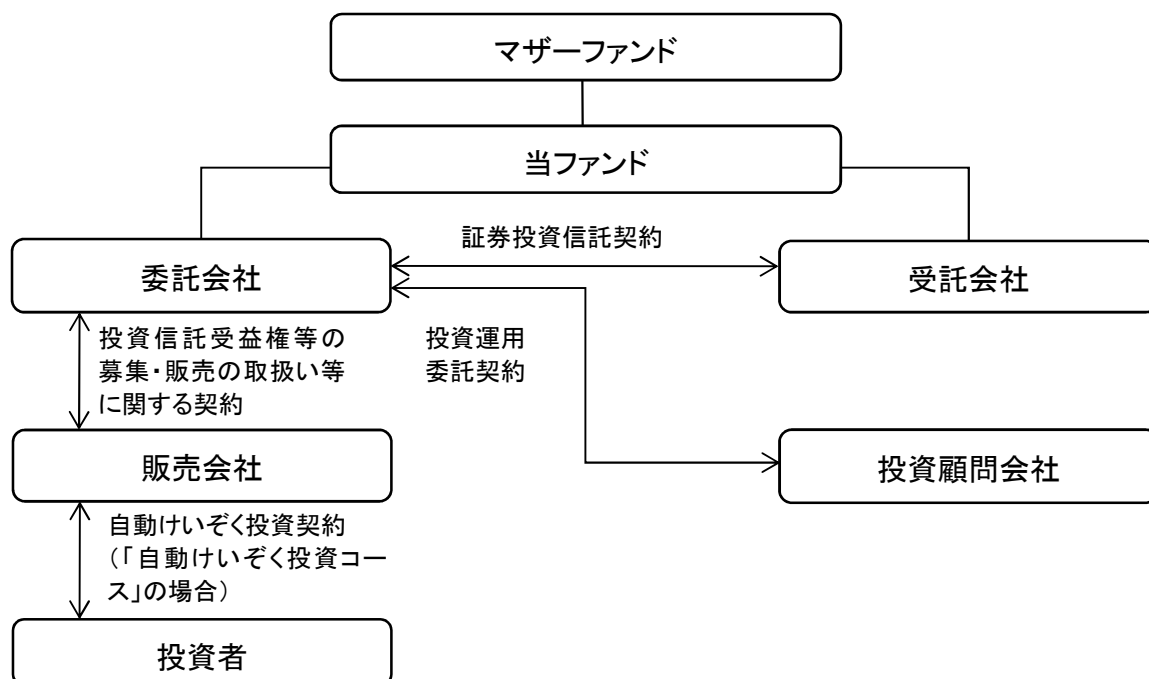 マザーファンド
当ファンド
証券投資信託契約
委託会社
受託会社
投資信託受益権等の
募集・販売の取扱い等
に関する契約
投資運用
委託契約
販売会社
投資顧問会社
自動けいぞく投資契約
(「自動けいぞく投資コー
ス」の場合)
投資者